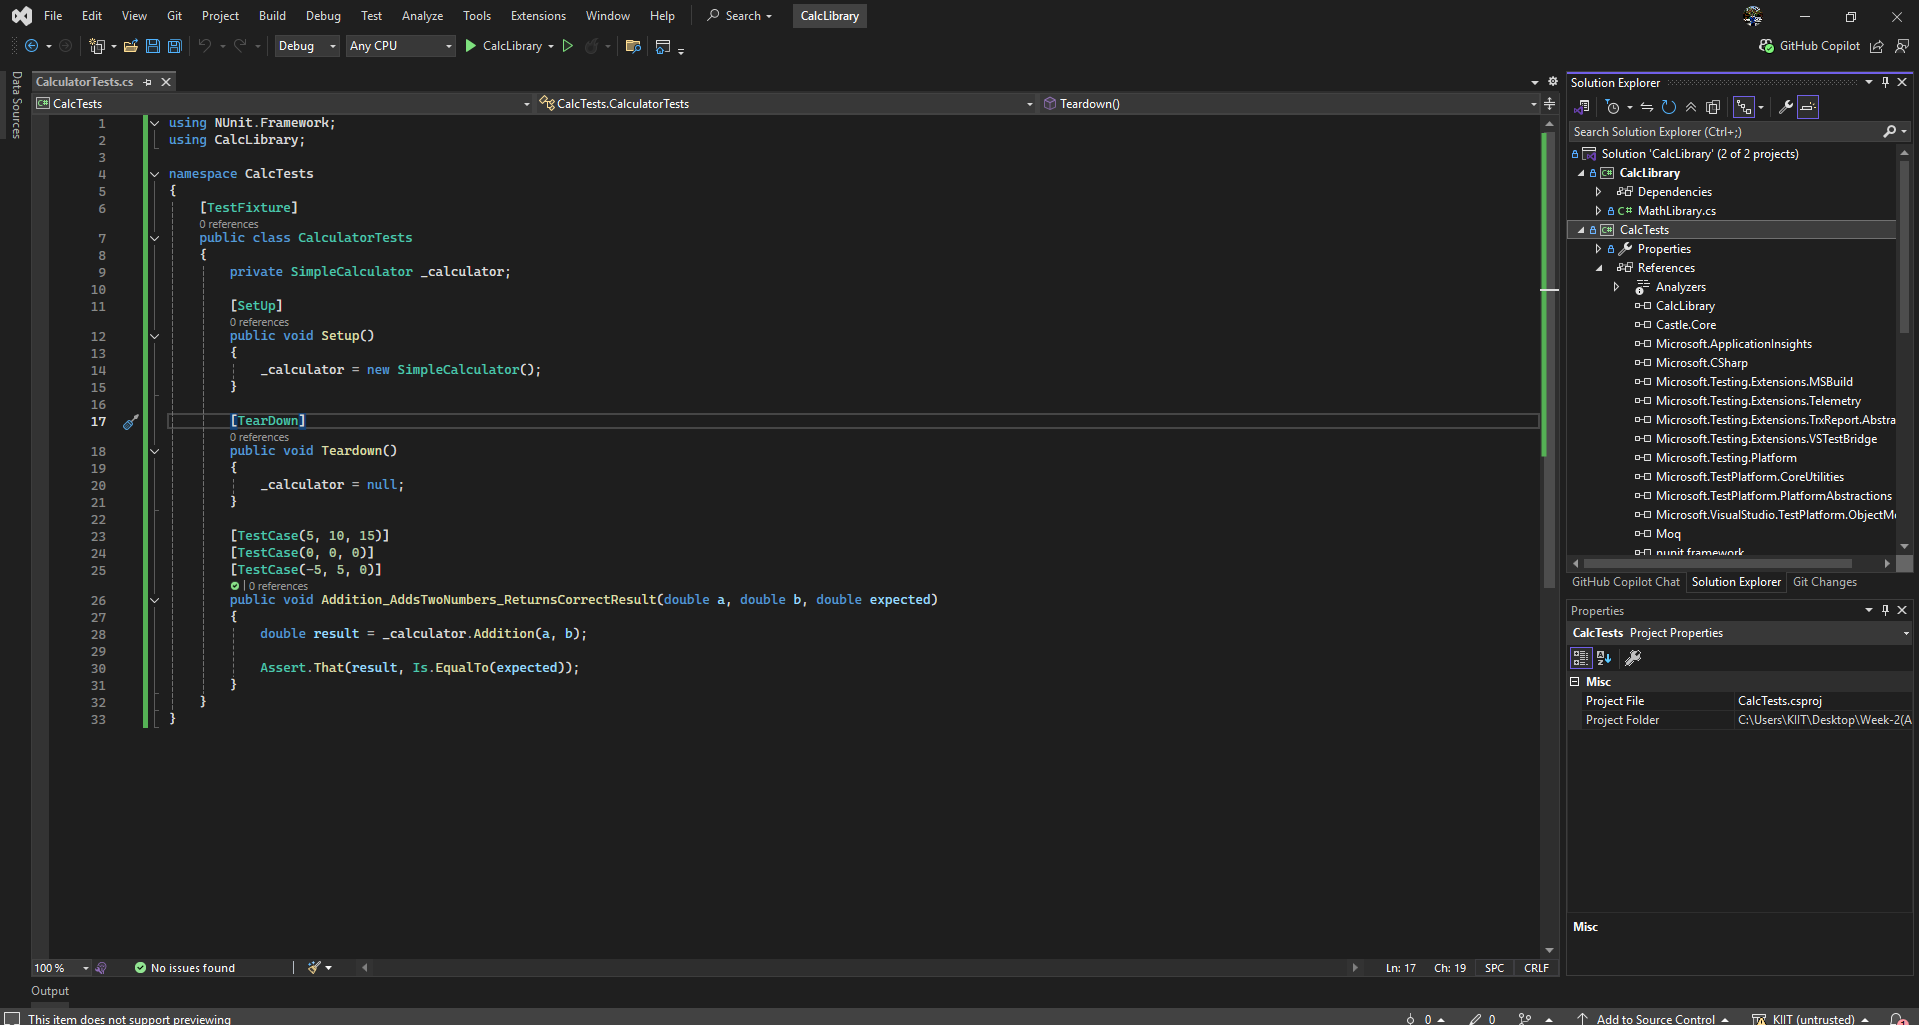 File Edit View Git Project Build Debug Test Analyze Tools Extensions Window Help Search CalcLibrary
Debug Any CPU CalcLibrary GitHub Copilot
Data Sources
CalculatorTests.cs
CalcTests CalcTests.CalculatorTests Teardown()
1 using NUnit.Framework;
2 using CalcLibrary;
3
4 namespace CalcTests
5 {
6 [TestFixture]
0 references
7 public class CalculatorTests
8 {
9 private SimpleCalculator _calculator;
10
11 [SetUp]
0 references
12 public void Setup()
13 {
14 _calculator = new SimpleCalculator();
15 }
16
17 [TearDown]
0 references
18 public void Teardown()
19 {
20 _calculator = null;
21 }
22
23 [TestCase(5, 10, 15)]
24 [TestCase(0, 0, 0)]
25 [TestCase(-5, 5, 0)]
| 0 references
26 public void Addition_AddsTwoNumbers_ReturnsCorrectResult(double a, double b, double expected)
27 {
28 double result = _calculator.Addition(a, b);
29
30 Assert.That(result, Is.EqualTo(expected));
31 }
32 }
33 }
100 % No issues found Ln: 17 Ch: 19 SPC CRLF
Output
Solution Explorer
Search Solution Explorer (Ctrl+;)
Solution 'CalcLibrary' (2 of 2 projects)
CalcLibrary
Dependencies
C# MathLibrary.cs
CalcTests
Properties
References
Analyzers
CalcLibrary
Castle.Core
Microsoft.ApplicationInsights
Microsoft.CSharp
Microsoft.Testing.Extensions.MSBuild
Microsoft.Testing.Extensions.Telemetry
Microsoft.Testing.Extensions.TrxReport.Abstra
Microsoft.Testing.Extensions.VSTestBridge
Microsoft.Testing.Platform
Microsoft.TestPlatform.CoreUtilities
Microsoft.TestPlatform.PlatformAbstractions
Microsoft.VisualStudio.TestPlatform.ObjectMo
Moq
nunit.framework
GitHub Copilot Chat Solution Explorer Git Changes
Properties
CalcTests Project Properties
Misc
Project File CalcTests.csproj
Project Folder C:\Users\KIIT\Desktop\Week-2(A
Misc
This item does not support previewing 0 0 Add to Source Control KIIT (untrusted) 1